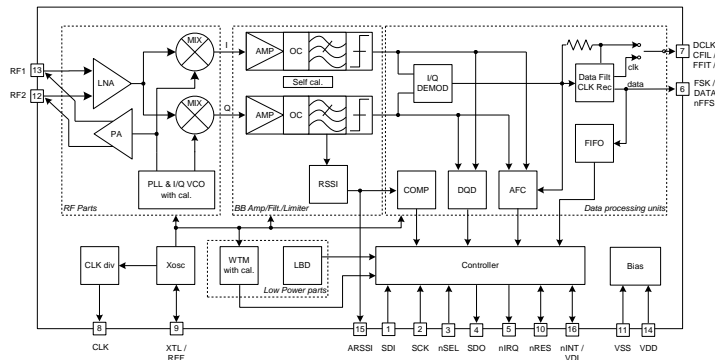 MIX
I
AMP
OC
AMP
OC
Self cal.
I/Q
DEMOD
Data Filt
CLK Rec
clk
data
7
DCLK /
CFIL /
FFIT /
6
FSK /
DATA /
nFFS
RF1
13
RF2
12
LNA
PA
MIX
Q
PLL & I/Q VCO
with cal.
RF Parts
RSSI
BB Amp/Filt./Limiter
COMP
DQD
AFC
FIFO
Data processing units
CLK div
Xosc
WTM
with cal.
LBD
Low Power parts
Controller
Bias
8
CLK
9
XTL /
REF
15
ARSSI
1
SDI
2
SCK
3
nSEL
4
SDO
5
nIRQ
10
nRES
16
nINT /
VDI
11
VSS
14
VDD